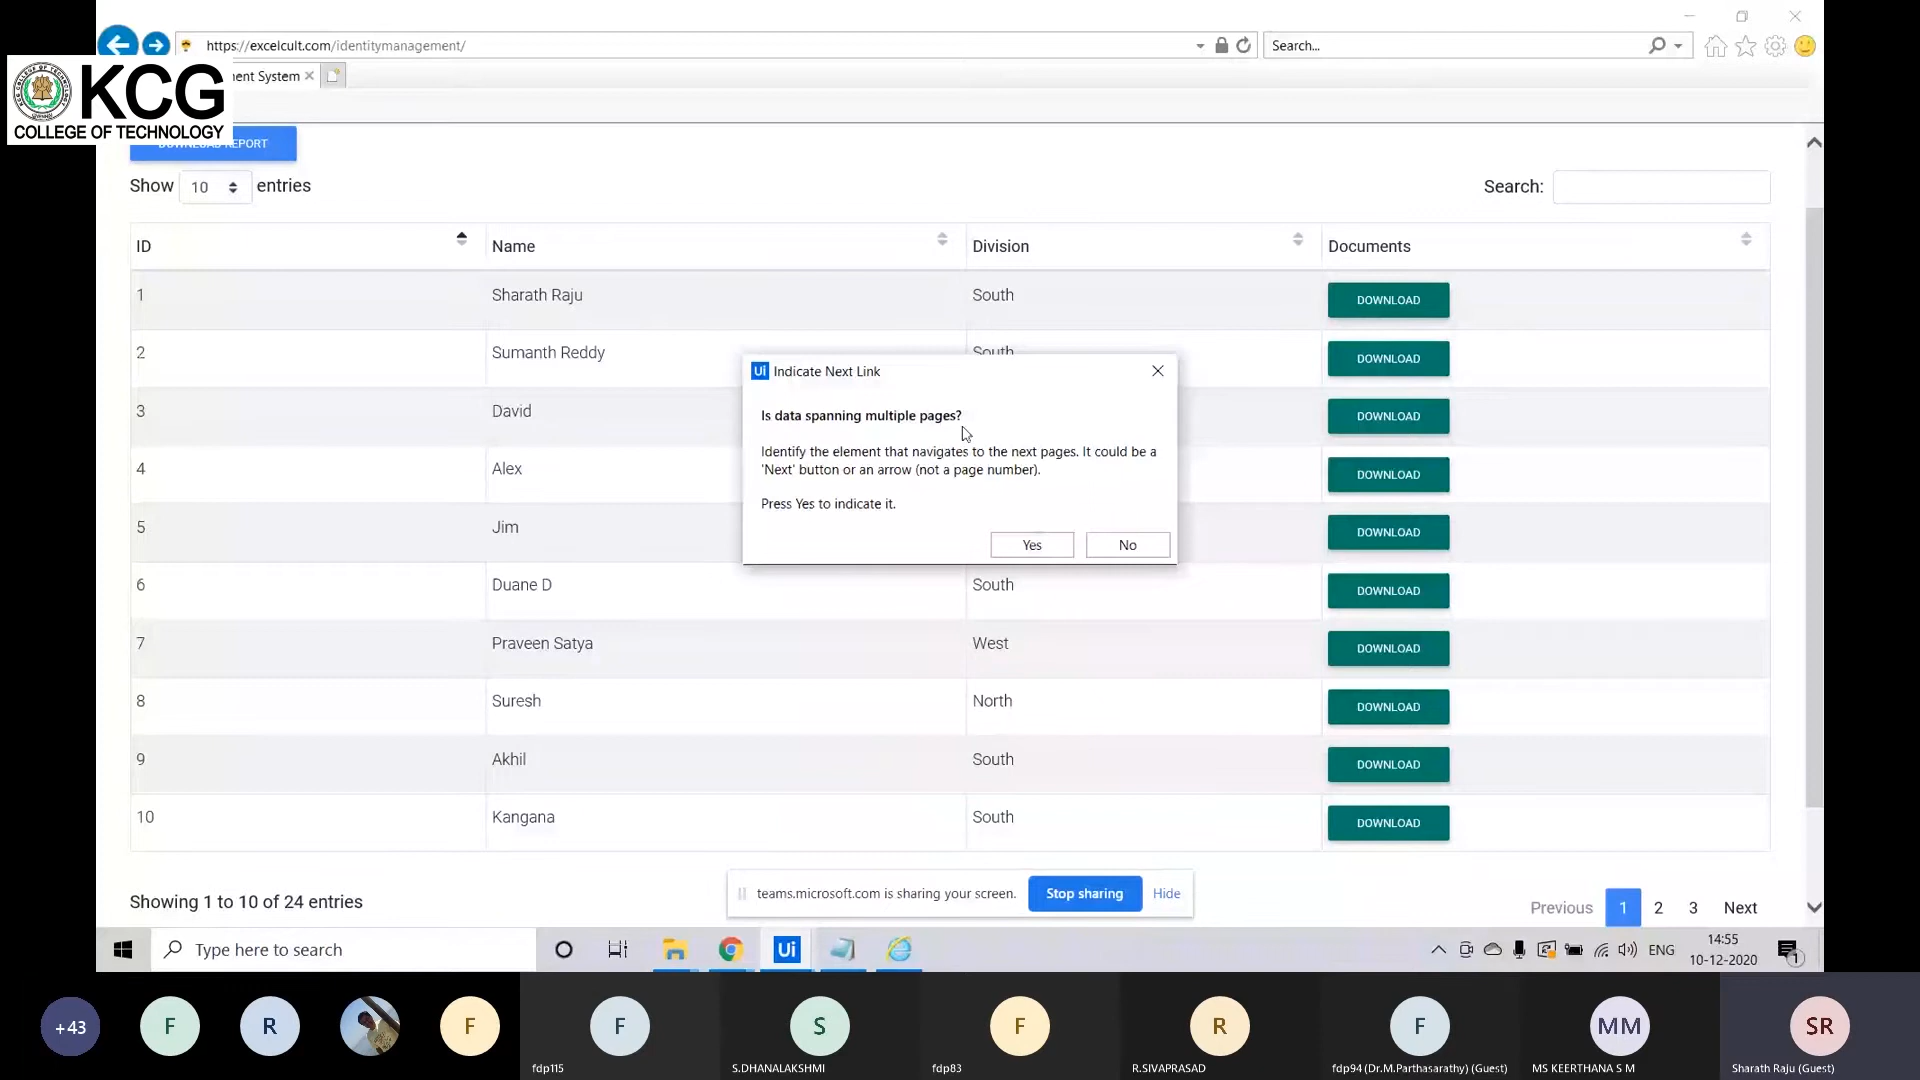 https://excelcult.com/identitymanagement/
Search...
KCG
COLLEGE OF TECHNOLOGY
ment System
DOWNLOAD REPORT
Show 10 entries
Search:
ID Name Division Documents
1 Sharath Raju South DOWNLOAD
2 Sumanth Reddy South DOWNLOAD
3 David DOWNLOAD
4 Alex DOWNLOAD
5 Jim DOWNLOAD
6 Duane D South DOWNLOAD
7 Praveen Satya West DOWNLOAD
8 Suresh North DOWNLOAD
9 Akhil South DOWNLOAD
10 Kangana South DOWNLOAD
Ui Indicate Next Link
Is data spanning multiple pages?
Identify the element that navigates to the next pages. It could be a
'Next' button or an arrow (not a page number).
Press Yes to indicate it.
Yes No
Showing 1 to 10 of 24 entries
teams.microsoft.com is sharing your screen. Stop sharing Hide
Previous 1 2 3 Next
Type here to search
Ui
ENG
14:55
10-12-2020
1
+43 F R F F S F R F MM SR
fdp115 S.DHANALAKSHMI fdp83 R.SIVAPRASAD fdp94 (Dr.M.Parthasarathy) (Guest) MS KEERTHANA S M Sharath Raju (Guest)